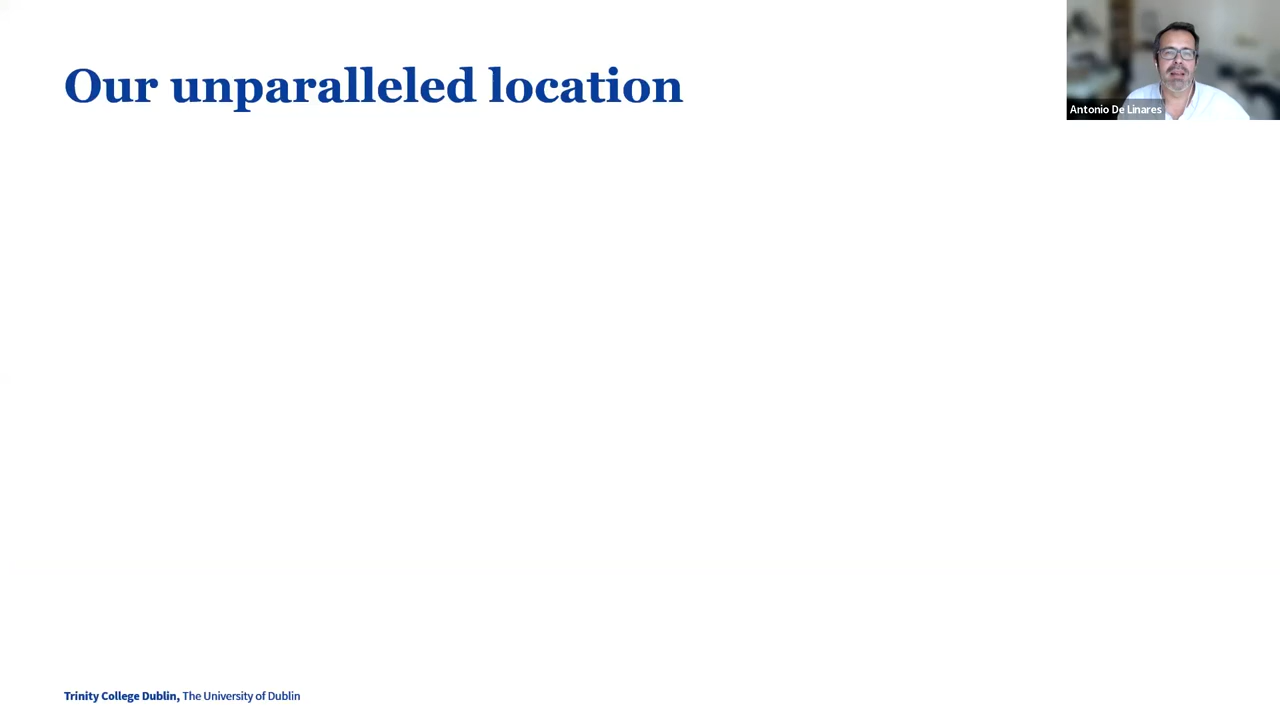 Our unparalleled location
Antonio De Linares
Trinity College Dublin, The University of Dublin